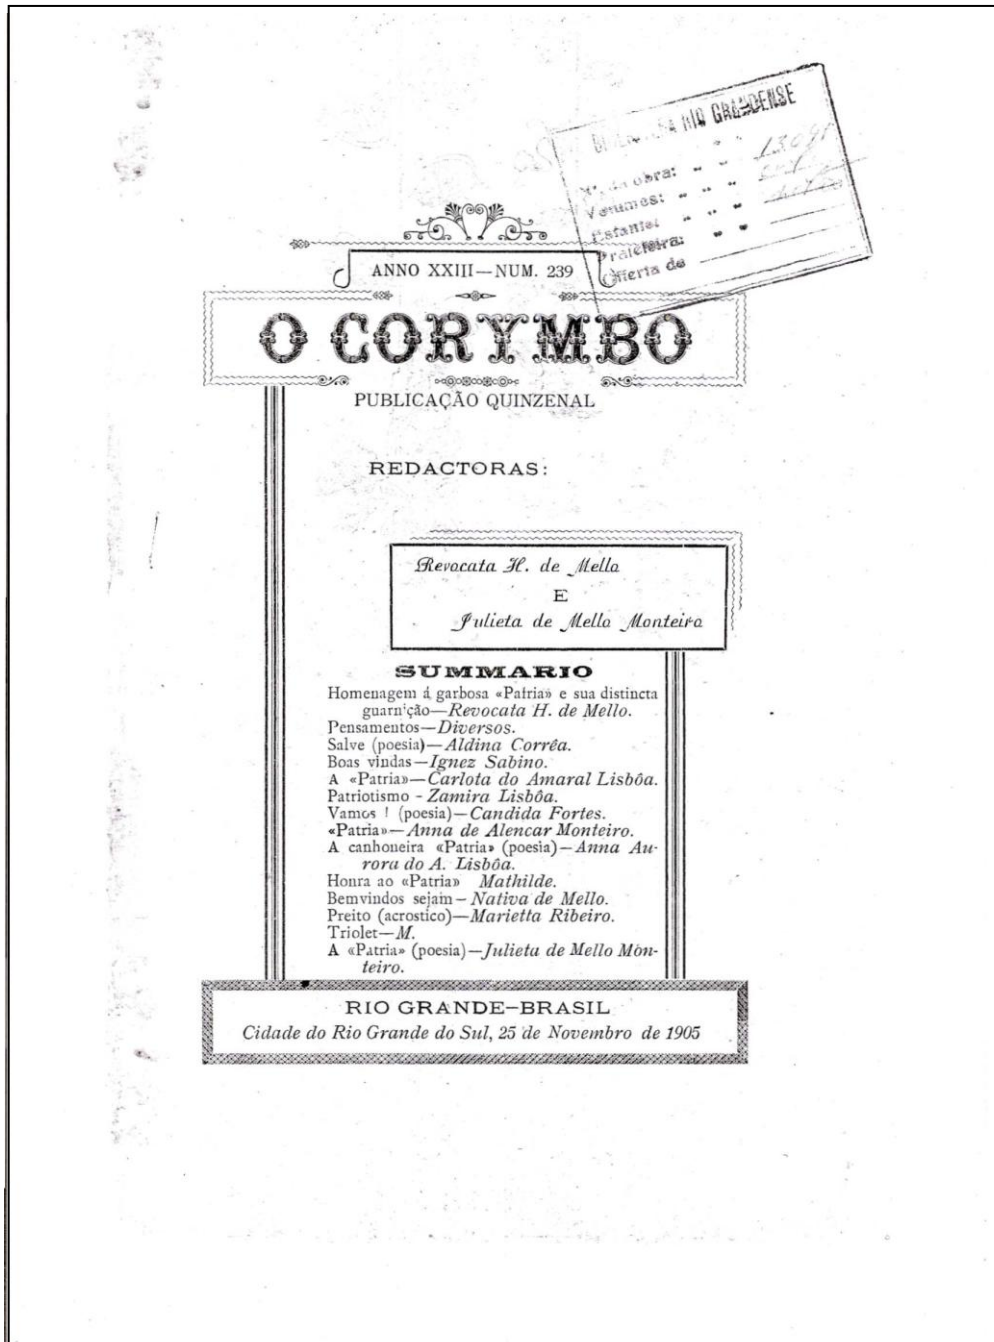 RIO GRANDENSE
Nº. da obra: " " "
Volumes: " " "
Estante: " " "
Prateleira: " "
Offerta de
ANNO XXIII—NUM. 239
O CORYMBO
PUBLICAÇÃO QUINZENAL
REDACTORAS:
Revocata H. de Mello
E
Julieta de Mello Monteiro
SUMMARIO
Homenagem á garbosa «Patria» e sua distincta
guarnição—Revocata H. de Mello.
Pensamentos—Diversos.
Salve (poesia)—Aldina Corrêa.
Boas vindas—Ignez Sabino.
A «Patria»—Carlota do Amaral Lisbôa.
Patriotismo - Zamira Lisbôa.
Vamos ! (poesia)—Candida Fortes.
«Patria»—Anna de Alencar Monteiro.
A canhoneira «Patria» (poesia)—Anna Au-
rora do A. Lisbôa.
Honra ao «Patria» Mathilde.
Bemvindos sejam—Nativa de Mello.
Preito (acrostico)—Marietta Ribeiro.
Triolet—M.
A «Patria» (poesia)—Julieta de Mello Mon-
teiro.
RIO GRANDE-BRASIL
Cidade do Rio Grande do Sul, 25 de Novembro de 1905